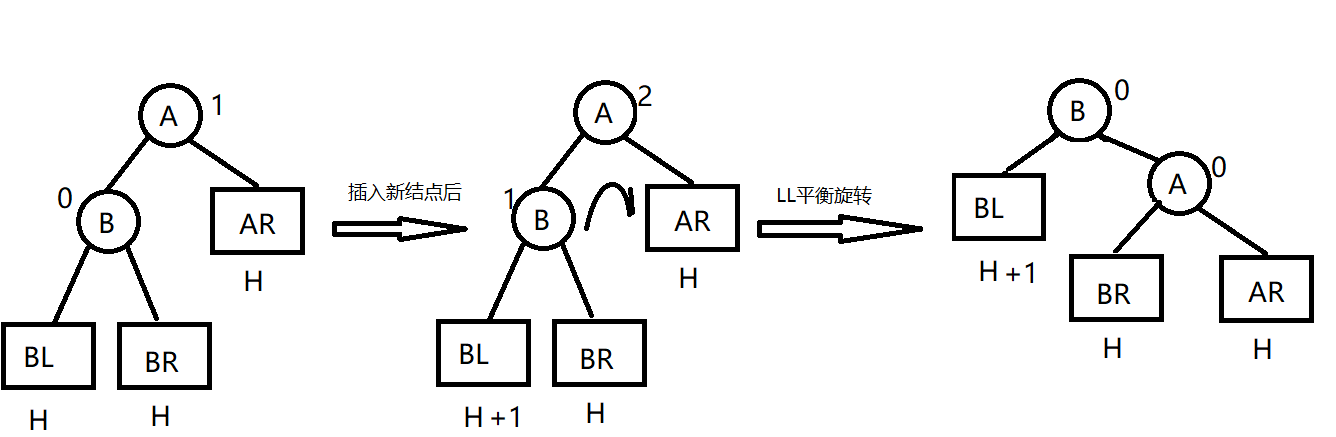 A 1
0 B AR
H
BL BR
H H
插入新结点后
A 2
1 B AR
H
BL BR
H+1 H
LL平衡旋转
B 0
BL A 0
H+1
BR AR
H H